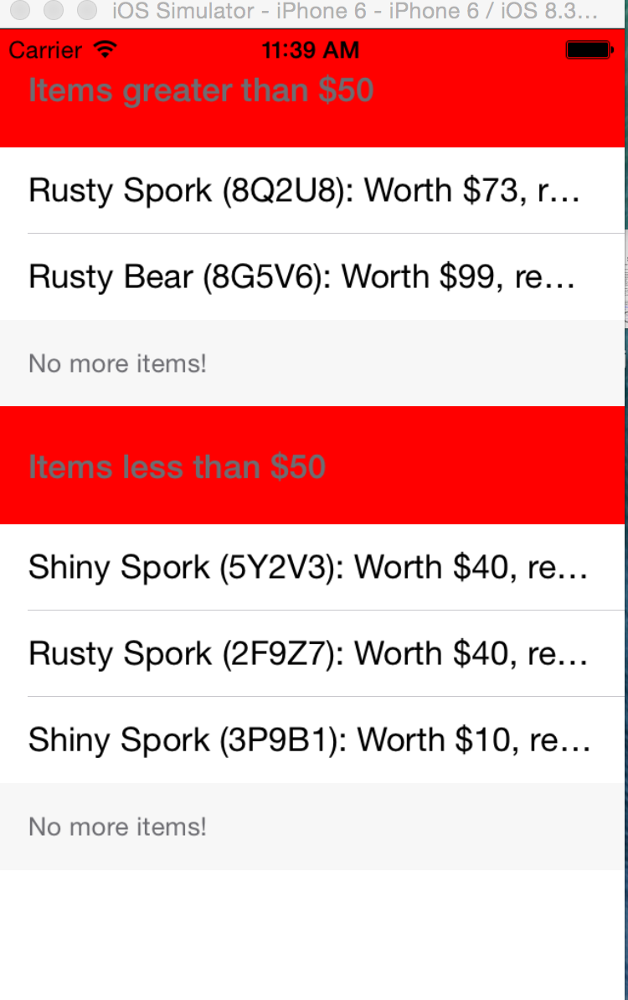 iOS Simulator - iPhone 6 - iPhone 6 / iOS 8.3...
Carrier 11:39 AM
Items greater than $50
Rusty Spork (8Q2U8): Worth $73, r...
Rusty Bear (8G5V6): Worth $99, re...
No more items!
Items less than $50
Shiny Spork (5Y2V3): Worth $40, re...
Rusty Spork (2F9Z7): Worth $40, re...
Shiny Spork (3P9B1): Worth $10, re...
No more items!